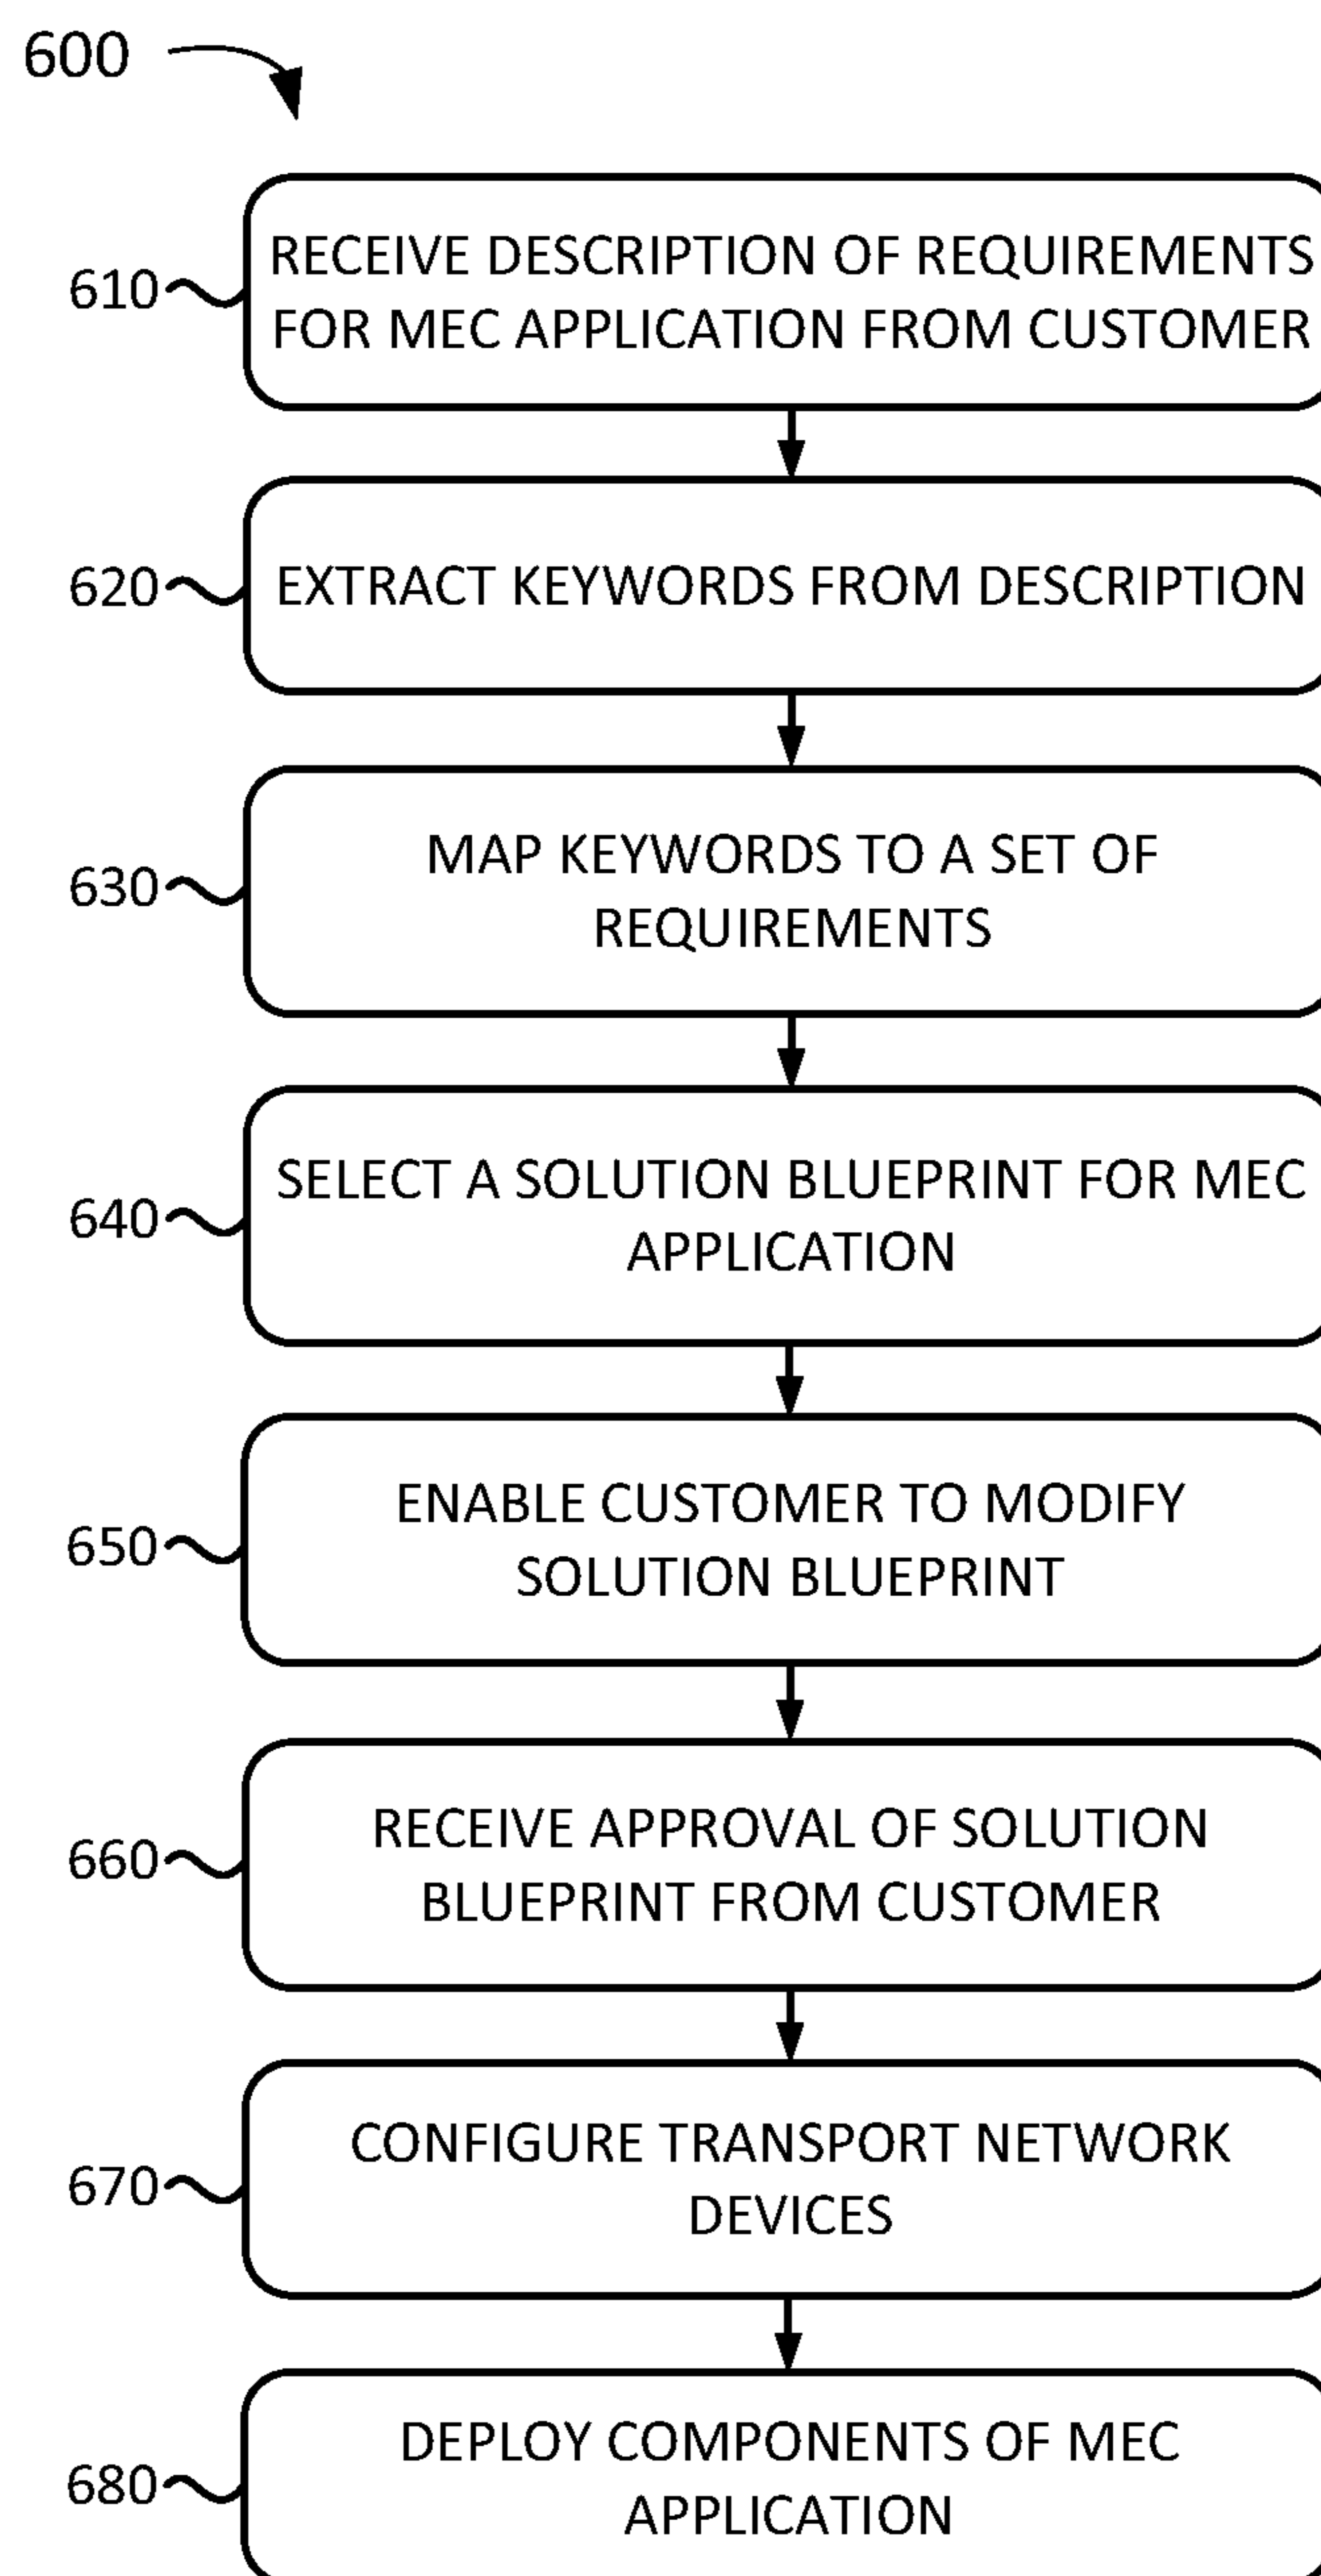 600
610
RECEIVE DESCRIPTION OF REQUIREMENTS
FOR MEC APPLICATION FROM CUSTOMER
620
EXTRACT KEYWORDS FROM DESCRIPTION
630
MAP KEYWORDS TO A SET OF
REQUIREMENTS
640
SELECT A SOLUTION BLUEPRINT FOR MEC
APPLICATION
650
ENABLE CUSTOMER TO MODIFY
SOLUTION BLUEPRINT
660
RECEIVE APPROVAL OF SOLUTION
BLUEPRINT FROM CUSTOMER
670
CONFIGURE TRANSPORT NETWORK
DEVICES
680
DEPLOY COMPONENTS OF MEC
APPLICATION